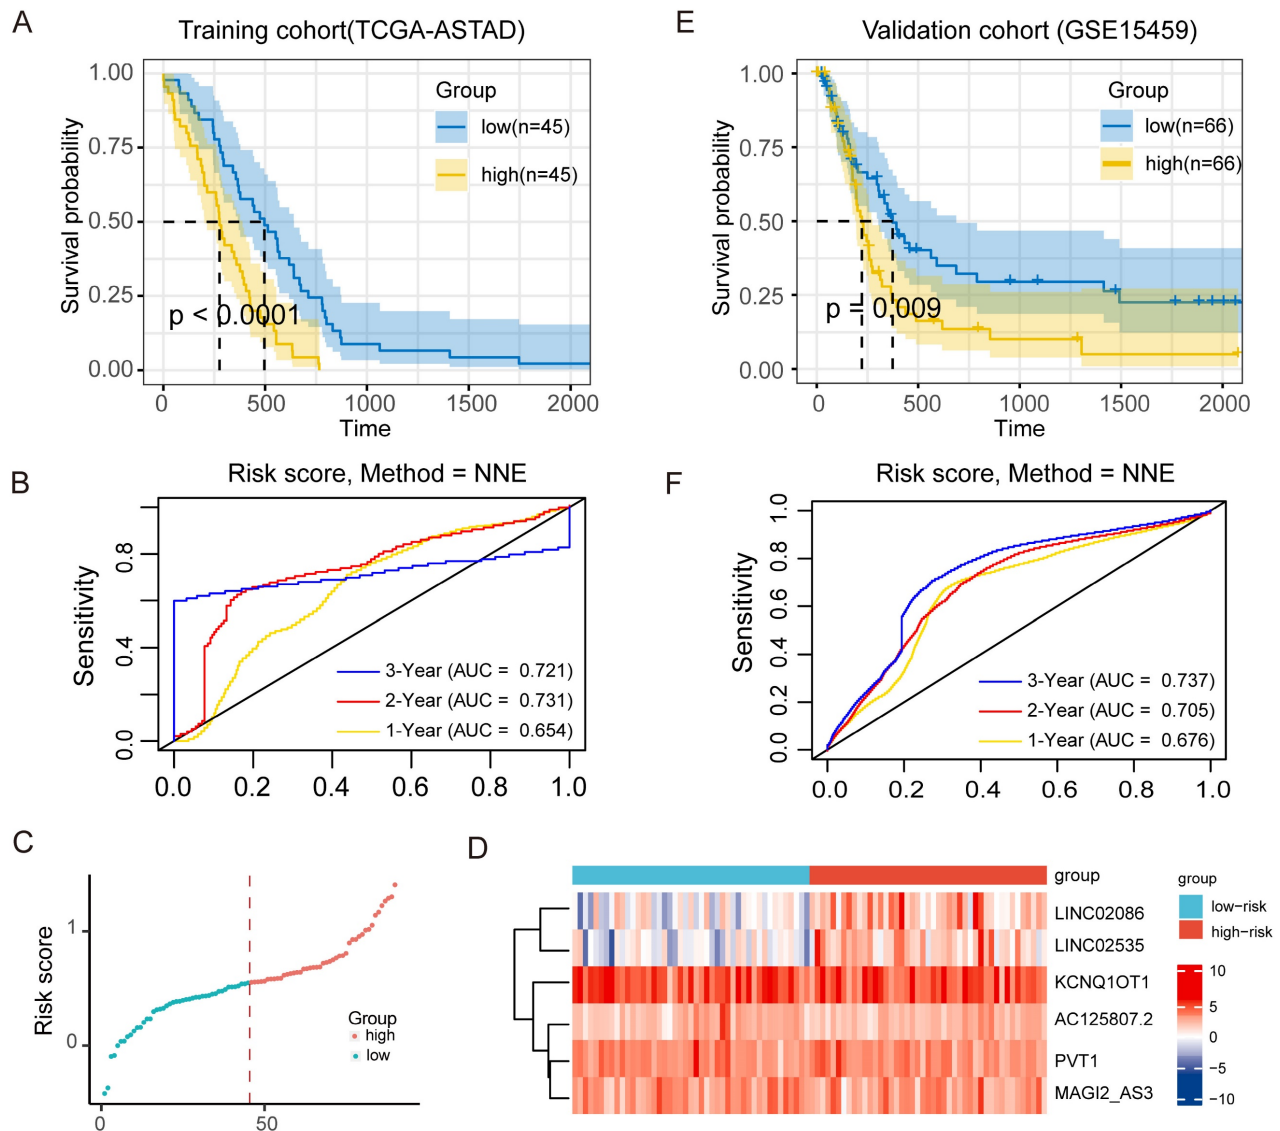 A
Training cohort(TCGA-ASTAD)
Survival probability
1.00
0.75
0.50
0.25
0.00
Group
low(n=45)
high(n=45)
p < 0.0001
0 500 1000 1500 2000
Time
E
Validation cohort (GSE15459)
Survival probability
1.00
0.75
0.50
0.25
0.00
Group
low(n=66)
high(n=66)
p = 0.009
0 500 1000 1500 2000
Time
B
Risk score, Method = NNE
Sensitivity
0.8
0.4
0.0
3-Year (AUC = 0.721)
2-Year (AUC = 0.731)
1-Year (AUC = 0.654)
0.0 0.2 0.4 0.6 0.8 1.0
F
Risk score, Method = NNE
Sensitivity
1.0
0.8
0.6
0.4
0.2
0.0
3-Year (AUC = 0.737)
2-Year (AUC = 0.705)
1-Year (AUC = 0.676)
0.0 0.2 0.4 0.6 0.8 1.0
C
Risk score
1
0
Group
high
low
0 50
D
group
LINC02086
LINC02535
KCNQ1OT1
AC125807.2
PVT1
MAGI2_AS3
group
low-risk
high-risk
10
5
0
-5
-10